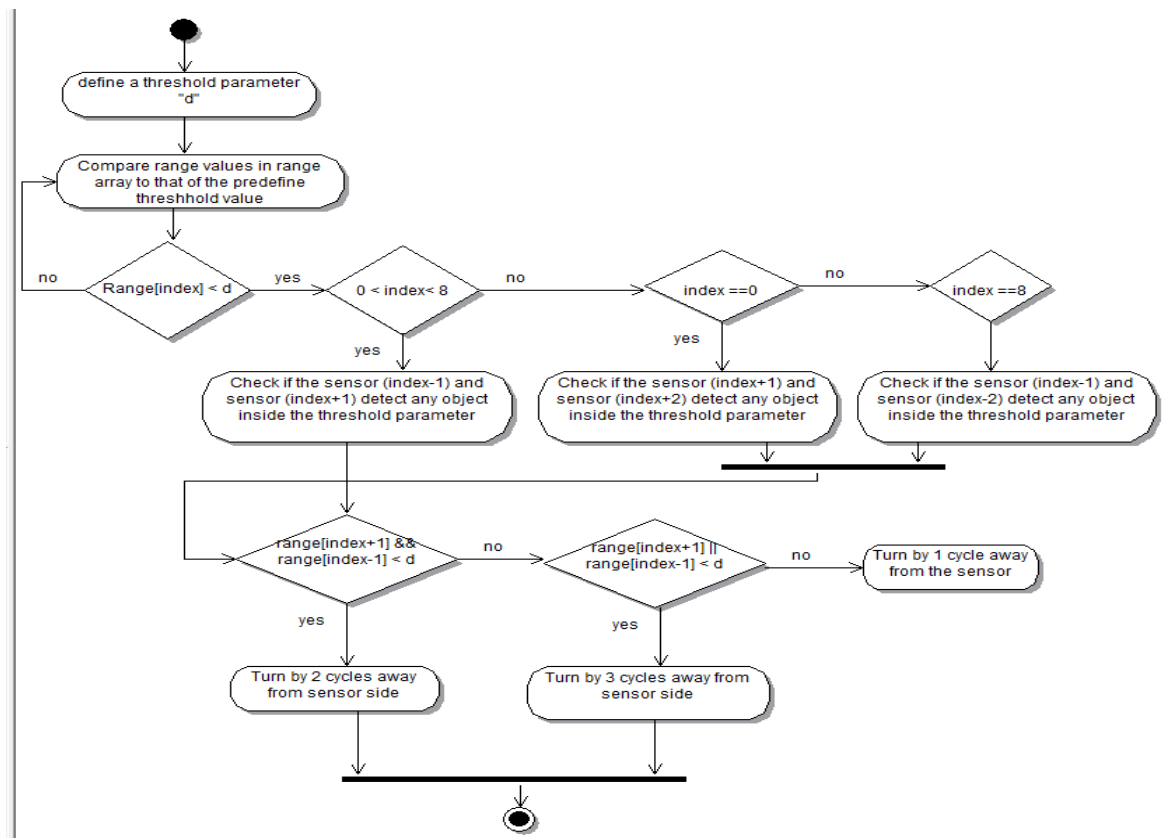 define a threshold parameter
"d"
Compare range values in range
array to that of the predefine
threshhold value
no
Range[index] < d
yes
0 < index< 8
no
index ==0
no
index ==8
yes
yes
Check if the sensor (index-1) and
sensor (index+1) detect any object
inside the threshold parameter
Check if the sensor (index+1) and
sensor (index+2) detect any object
inside the threshold parameter
Check if the sensor (index-1) and
sensor (index-2) detect any object
inside the threshold parameter
range[index+1] &&
range[index-1] < d
no
range[index+1] ||
range[index-1] < d
no
Turn by 1 cycle away
from the sensor
yes
yes
Turn by 2 cycles away
from sensor side
Turn by 3 cycles away from
sensor side